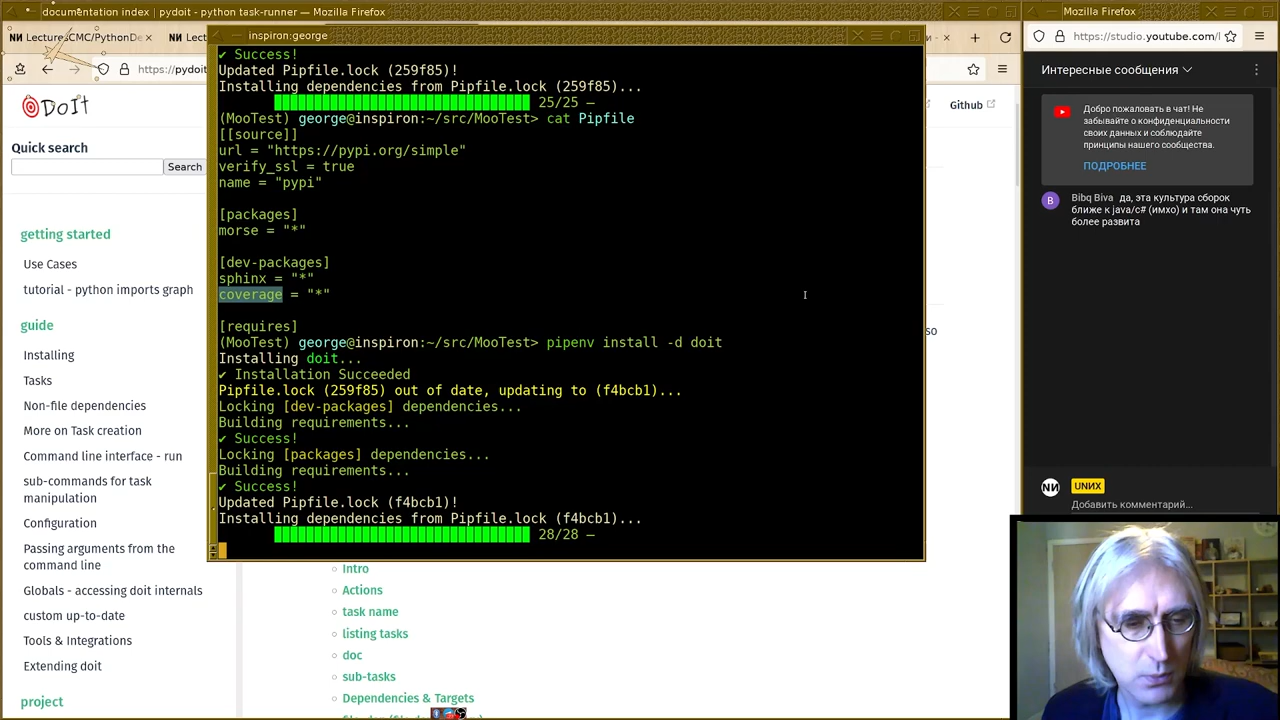 documentation index | pydoit - python task-runner — Mozilla Firefox
Mozilla Firefox
LecturesCMC/PythonDe
Lect
https://pydoit
https://studio.youtube.com/l
inspiron:george
DoIt
Github
Quick search
Search
getting started
Use Cases
tutorial - python imports graph
guide
Installing
Tasks
Non-file dependencies
More on Task creation
Command line interface - run
sub-commands for task
manipulation
Configuration
Passing arguments from the
command line
Globals - accessing doit internals
custom up-to-date
Tools & Integrations
Extending doit
project
✔ Success!
Updated Pipfile.lock (259f85)!
Installing dependencies from Pipfile.lock (259f85)...
25/25 —
(MooTest) george@inspiron:~/src/MooTest> cat Pipfile
[[source]]
url = "https://pypi.org/simple"
verify_ssl = true
name = "pypi"
[packages]
morse = "*"
[dev-packages]
sphinx = "*"
coverage = "*"
[requires]
(MooTest) george@inspiron:~/src/MooTest> pipenv install -d doit
Installing doit...
✔ Installation Succeeded
Pipfile.lock (259f85) out of date, updating to (f4bcb1)...
Locking [dev-packages] dependencies...
Building requirements...
✔ Success!
Locking [packages] dependencies...
Building requirements...
✔ Success!
Updated Pipfile.lock (f4bcb1)!
Installing dependencies from Pipfile.lock (f4bcb1)...
28/28 —
so
Intro
Actions
task name
listing tasks
doc
sub-tasks
Dependencies & Targets
Интересные сообщения
Добро пожаловать в чат! Не
забывайте о конфиденциальности
своих данных и соблюдайте
принципы нашего сообщества.
ПОДРОБНЕЕ
B
Bibq Biva да, эта культура сборок
ближе к java/c# (имхо) и там она чуть
более развита
UNИX
Добавить комментарий...